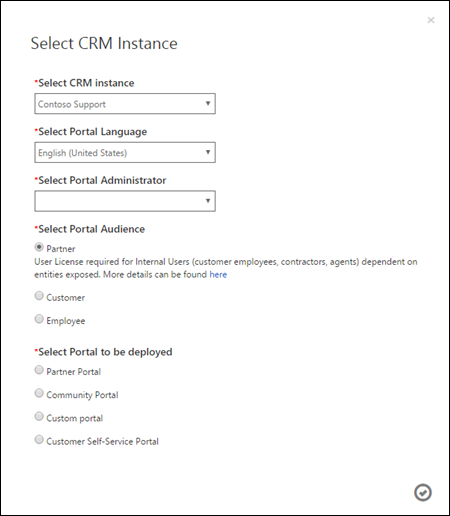 Select CRM Instance
*Select CRM instance
Contoso Support
*Select Portal Language
English (United States)
*Select Portal Administrator
*Select Portal Audience
Partner
User License required for Internal Users (customer employees, contractors, agents) dependent on
entities exposed. More details can be found here
Customer
Employee
*Select Portal to be deployed
Partner Portal
Community Portal
Custom portal
Customer Self-Service Portal